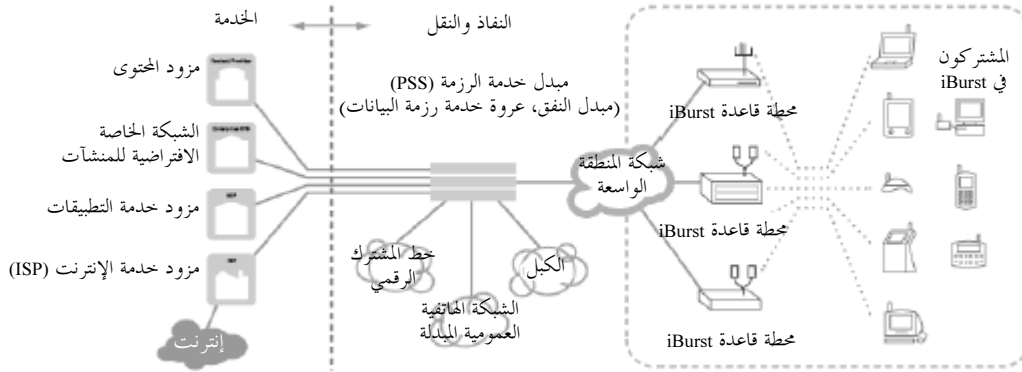 النفاذ والنقل
الخدمة
المشتركون
في iBurst
محطة قاعدة iBurst
محطة قاعدة iBurst
محطة قاعدة iBurst
شبكة المنطقة
الواسعة
مبدل خدمة الرزمة (PSS)
(مبدل النفق، عروة خدمة رزمة البيانات)
الكبل
الشبكة الهاتفية
العمومية المبدلة
خط المشترك
الرقمي
مزود المحتوى
الشبكة الخاصة
الافتراضية للمنشآت
مزود خدمة التطبيقات
مزود خدمة الإنترنت (ISP)
إنترنت